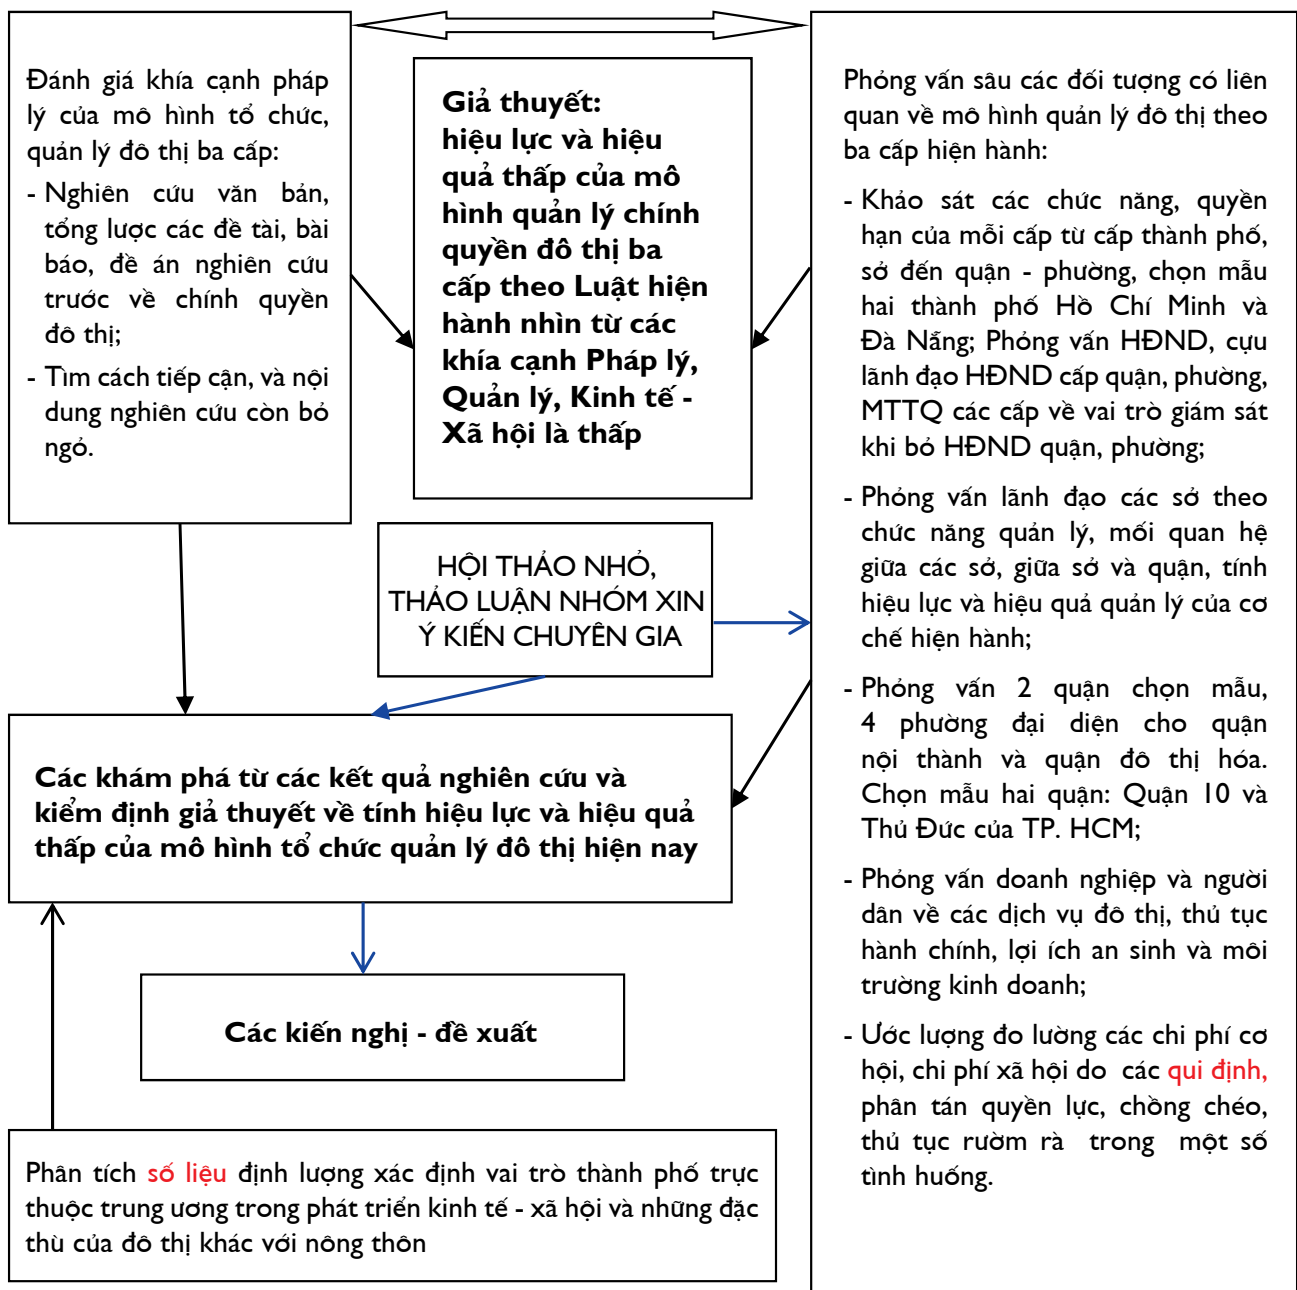 Đánh giá khía cạnh pháp
lý của mô hình tổ chức,
quản lý đô thị ba cấp:
- Nghiên cứu văn bản,
tổng lược các đề tài, bài
báo, đề án nghiên cứu
trước về chính quyền
đô thị;
- Tìm cách tiếp cận, và nội
dung nghiên cứu còn bỏ
ngỏ.
Giả thuyết:
hiệu lực và hiệu
quả thấp của mô
hình quản lý chính
quyền đô thị ba
cấp theo Luật hiện
hành nhìn từ các
khía cạnh Pháp lý,
Quản lý, Kinh tế -
Xã hội là thấp
Phỏng vấn sâu các đối tượng có liên
quan về mô hình quản lý đô thị theo
ba cấp hiện hành:
- Khảo sát các chức năng, quyền
hạn của mỗi cấp từ cấp thành phố,
sở đến quận - phường, chọn mẫu
hai thành phố Hồ Chí Minh và
Đà Nẵng; Phỏng vấn HĐND, cựu
lãnh đạo HĐND cấp quận, phường,
MTTQ các cấp về vai trò giám sát
khi bỏ HĐND quận, phường;
- Phỏng vấn lãnh đạo các sở theo
chức năng quản lý, mối quan hệ
giữa các sở, giữa sở và quận, tính
hiệu lực và hiệu quả quản lý của cơ
chế hiện hành;
- Phỏng vấn 2 quận chọn mẫu,
4 phường đại diện cho quận
nội thành và quận đô thị hóa.
Chọn mẫu hai quận: Quận 10 và
Thủ Đức của TP. HCM;
- Phỏng vấn doanh nghiệp và người
dân về các dịch vụ đô thị, thủ tục
hành chính, lợi ích an sinh và môi
trường kinh doanh;
- Ước lượng đo lường các chi phí cơ
hội, chi phí xã hội do các qui định,
phân tán quyền lực, chồng chéo,
thủ tục rườm rà trong một số
tình huống.
HỘI THẢO NHỎ,
THẢO LUẬN NHÓM XIN
Ý KIẾN CHUYÊN GIA
Các khám phá từ các kết quả nghiên cứu và
kiểm định giả thuyết về tính hiệu lực và hiệu quả
thấp của mô hình tổ chức quản lý đô thị hiện nay
Các kiến nghị - đề xuất
Phân tích số liệu định lượng xác định vai trò thành phố trực
thuộc trung ương trong phát triển kinh tế - xã hội và những đặc
thù của đô thị khác với nông thôn